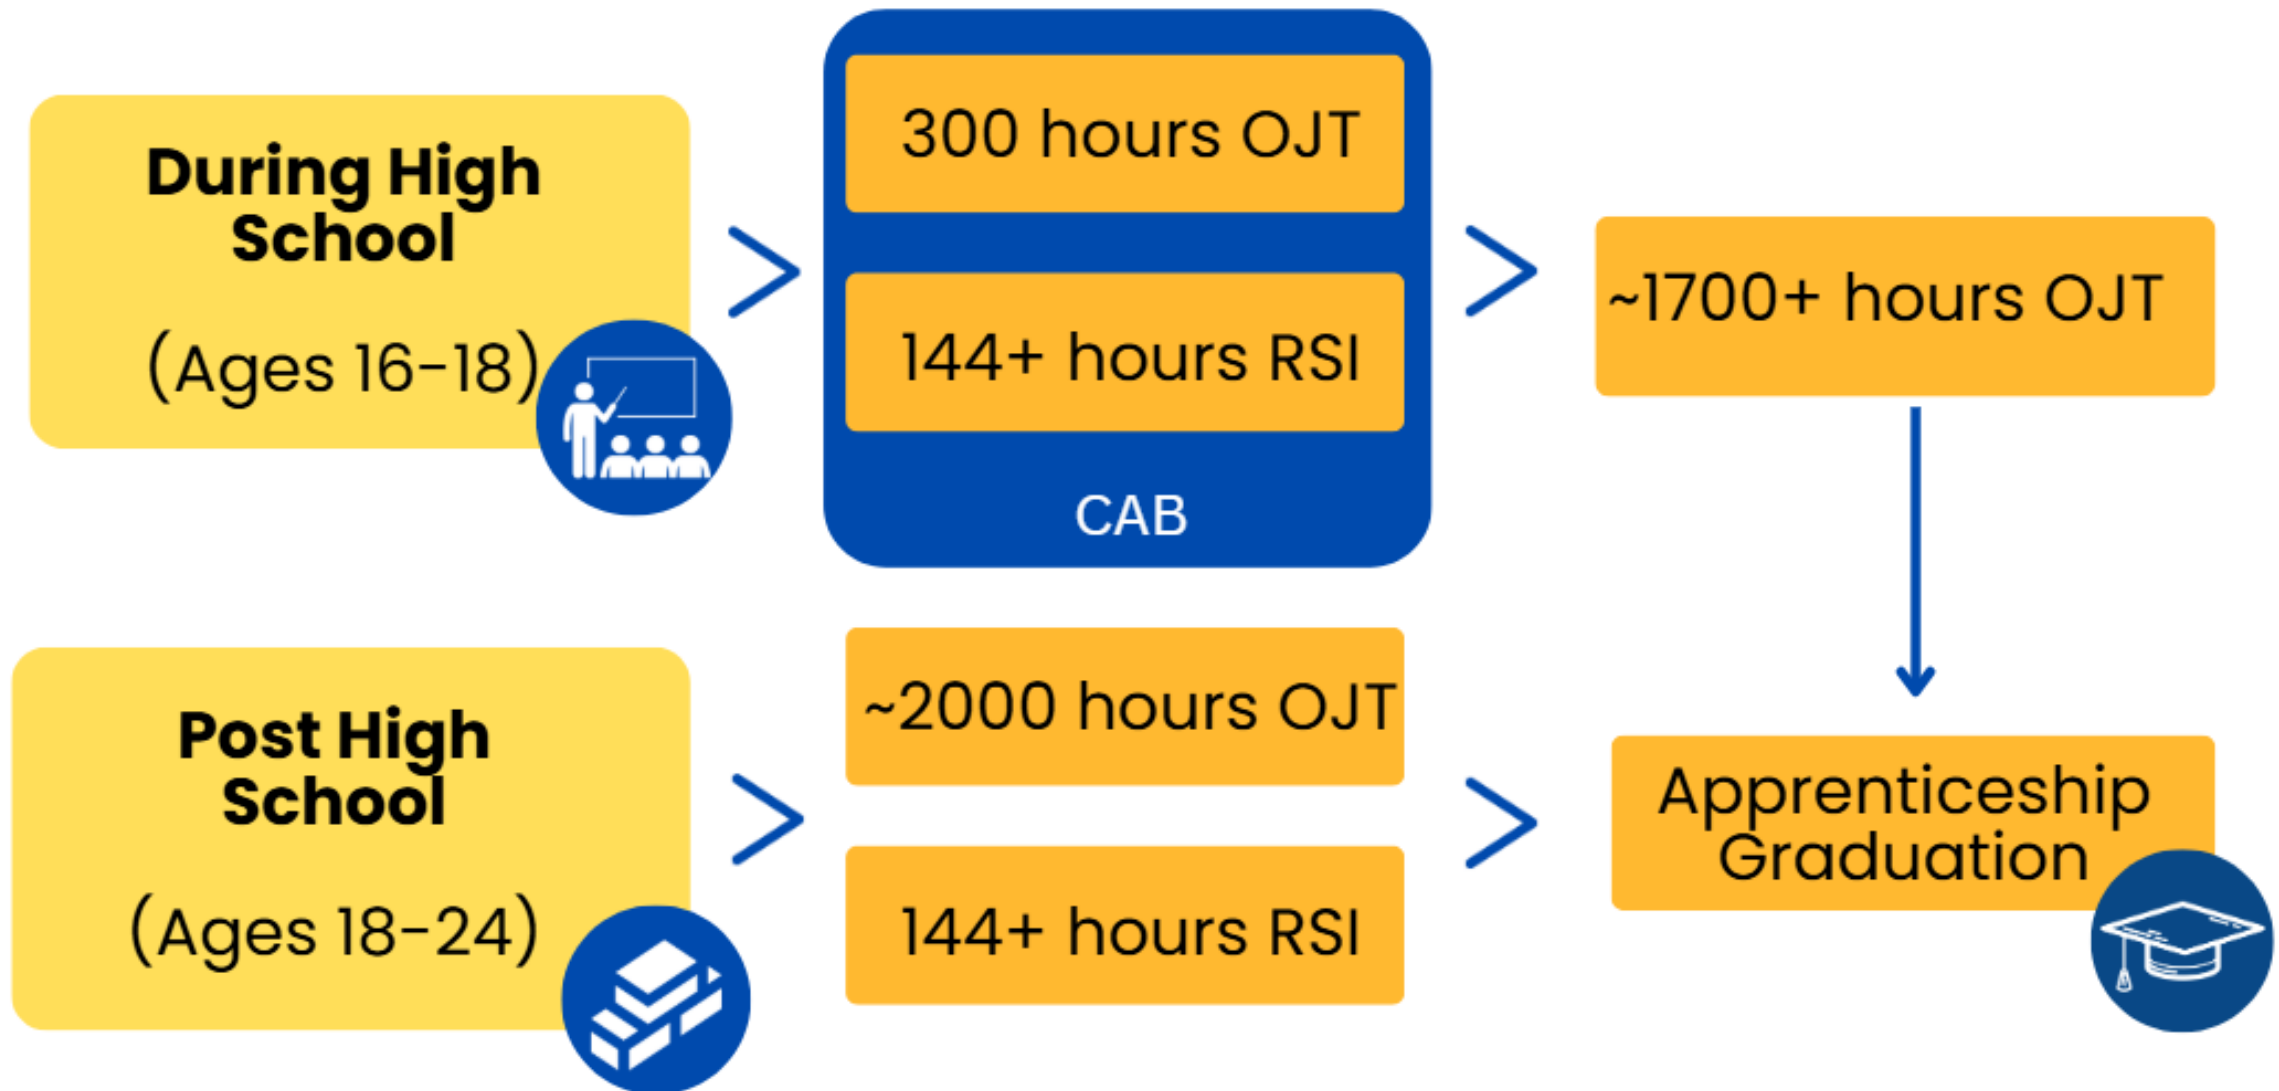 During High
School
(Ages 16-18)
300 hours OJT
144+ hours RSI
CAB
~1700+ hours OJT
Post High
School
(Ages 18-24)
~2000 hours OJT
144+ hours RSI
Apprenticeship
Graduation